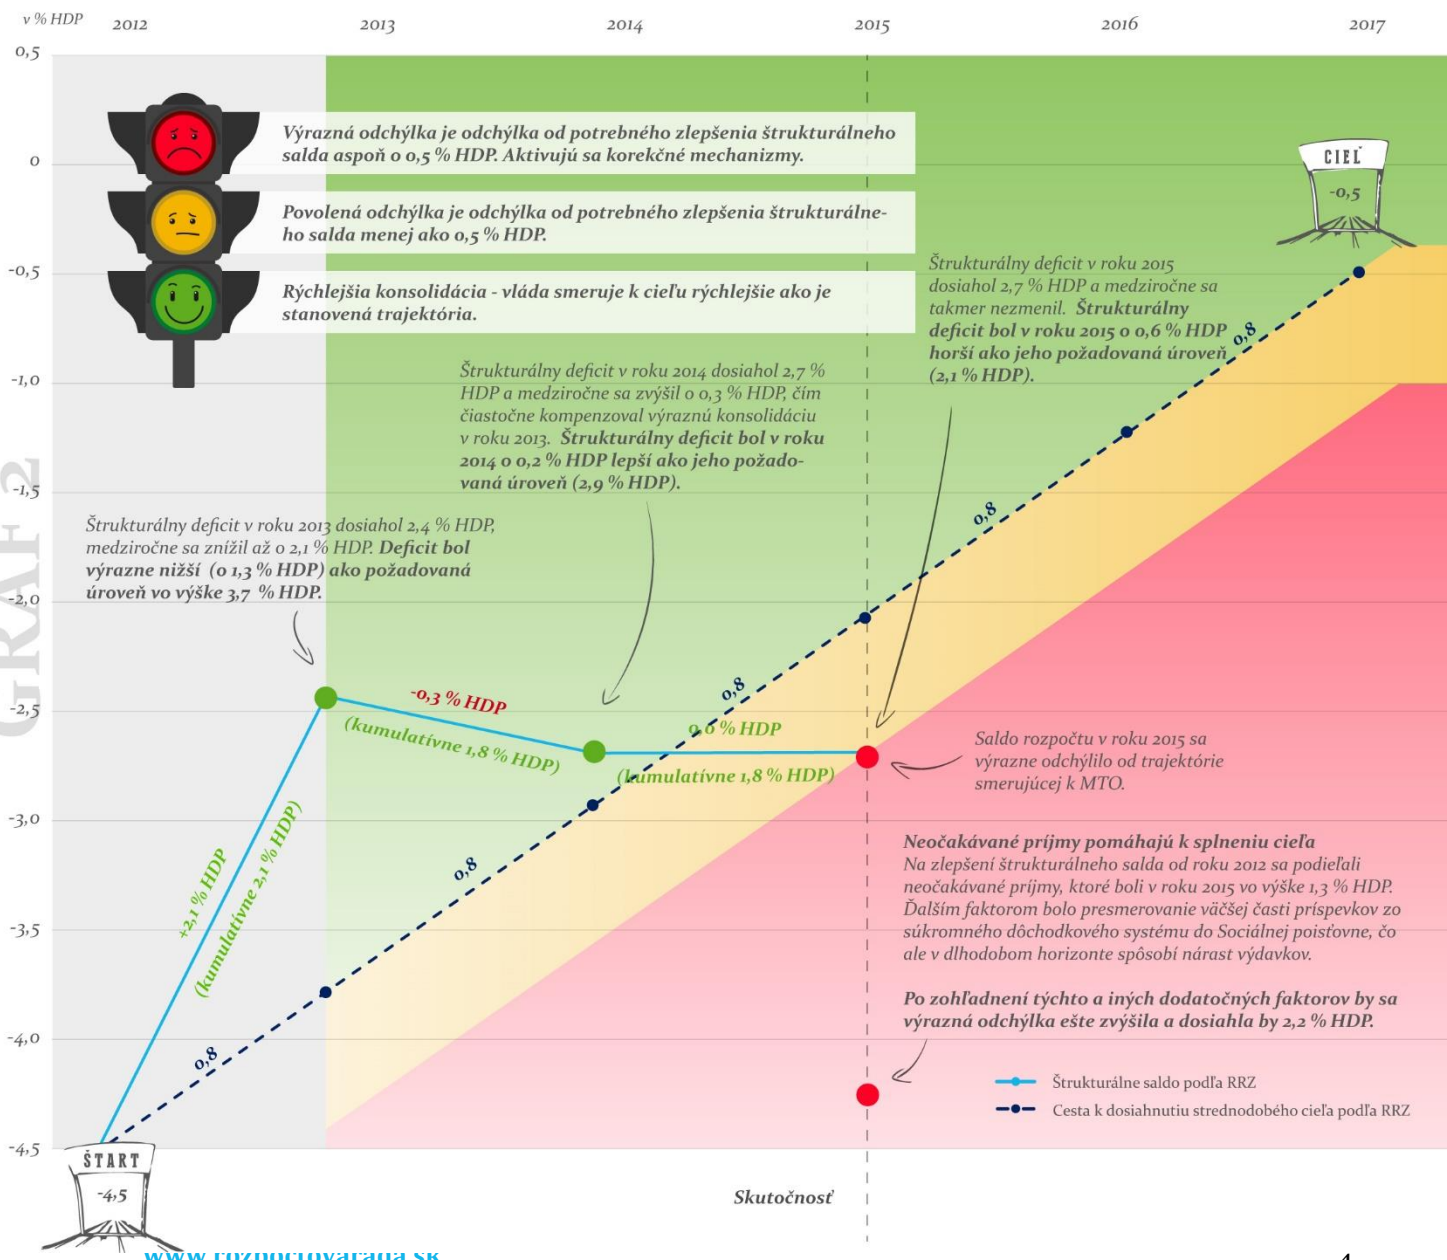 v % HDP
2012
2013
2014
2015
2016
2017
0,5
0
-0,5
-1,0
-1,5
-2,0
-2,5
-3,0
-3,5
-4,0
-4,5
GRAF 2
Výrazná odchýlka je odchýlka od potrebného zlepšenia štrukturálneho
salda aspoň o 0,5 % HDP. Aktivujú sa korekčné mechanizmy.
Povolená odchýlka je odchýlka od potrebného zlepšenia štrukturálne-
ho salda menej ako 0,5 % HDP.
Rýchlejšia konsolidácia - vláda smeruje k cieľu rýchlejšie ako je
stanovená trajektória.
CIEĽ
-0,5
Štrukturálny deficit v roku 2015
dosiahol 2,7 % HDP a medziročne sa
takmer nezmenil. Štrukturálny
deficit bol v roku 2015 o 0,6 % HDP
horší ako jeho požadovaná úroveň
(2,1 % HDP).
Štrukturálny deficit v roku 2014 dosiahol 2,7 %
HDP a medziročne sa zvýšil o 0,3 % HDP, čím
čiastočne kompenzoval výraznú konsolidáciu
v roku 2013. Štrukturálny deficit bol v roku
2014 o 0,2 % HDP lepší ako jeho požado-
vaná úroveň (2,9 % HDP).
Štrukturálny deficit v roku 2013 dosiahol 2,4 % HDP,
medziročne sa znížil až o 2,1 % HDP. Deficit bol
výrazne nižší (o 1,3 % HDP) ako požadovaná
úroveň vo výške 3,7 % HDP.
0,8
0,8
0,8
0,8
0,8
-0,3 % HDP
(kumulatívne 1,8 % HDP)
0,0 % HDP
(kumulatívne 1,8 % HDP)
+2,1 % HDP
(kumulatívne 2,1 % HDP)
Saldo rozpočtu v roku 2015 sa
výrazne odchýlilo od trajektórie
smerujúcej k MTO.
Neočakávané príjmy pomáhajú k splneniu cieľa
Na zlepšení štrukturálneho salda od roku 2012 sa podieľali
neočakávané príjmy, ktoré boli v roku 2015 vo výške 1,3 % HDP.
Ďalším faktorom bolo presmerovanie väčšej časti príspevkov zo
súkromného dôchodkového systému do Sociálnej poisťovne, čo
ale v dlhodobom horizonte spôsobí nárast výdavkov.
Po zohľadnení týchto a iných dodatočných faktorov by sa
výrazná odchýlka ešte zvýšila a dosiahla by 2,2 % HDP.
Štrukturálne saldo podľa RRZ
Cesta k dosiahnutiu strednodobého cieľa podľa RRZ
ŠTART
-4,5
Skutočnosť
www.rozpoctovarada.sk
4